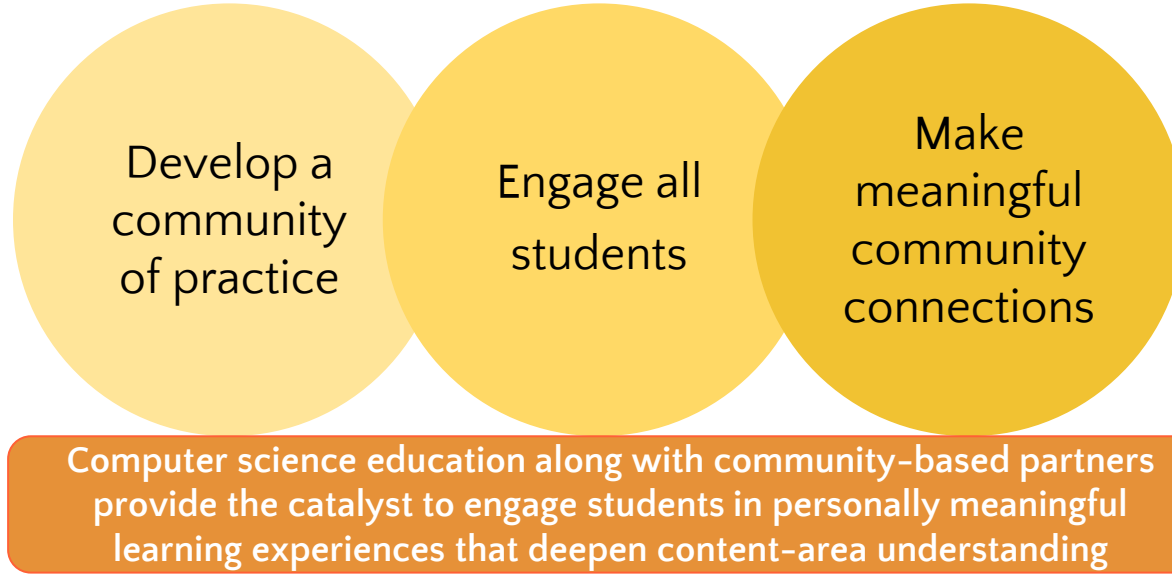 Develop a
community
of practice
Engage all
students
Make
meaningful
community
connections
Computer science education along with community-based partners
provide the catalyst to engage students in personally meaningful
learning experiences that deepen content-area understanding